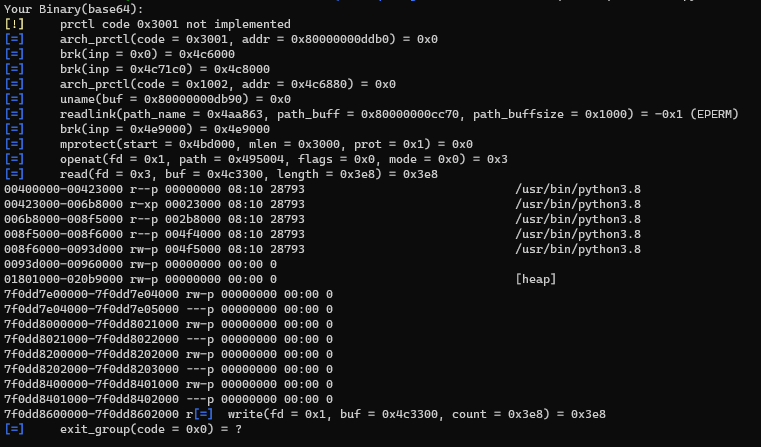 Your Binary(base64):
[!]     prctl code 0x3001 not implemented
[=]     arch_prctl(code = 0x3001, addr = 0x80000000ddb0) = 0x0
[=]     brk(inp = 0x0) = 0x4c6000
[=]     brk(inp = 0x4c71c0) = 0x4c8000
[=]     arch_prctl(code = 0x1002, addr = 0x4c6880) = 0x0
[=]     uname(buf = 0x80000000db90) = 0x0
[=]     readlink(path_name = 0x4aa863, path_buff = 0x80000000cc70, path_buffsize = 0x1000) = -0x1 (EPERM)
[=]     brk(inp = 0x4e9000) = 0x4e9000
[=]     mprotect(start = 0x4bd000, mlen = 0x3000, prot = 0x1) = 0x0
[=]     openat(fd = 0x1, path = 0x495004, flags = 0x0, mode = 0x0) = 0x3
[=]     read(fd = 0x3, buf = 0x4c3300, length = 0x3e8) = 0x3e8
00400000-00423000 r--p 00000000 08:10 28793                              /usr/bin/python3.8
00423000-006b8000 r-xp 00023000 08:10 28793                              /usr/bin/python3.8
006b8000-008f5000 r--p 002b8000 08:10 28793                              /usr/bin/python3.8
008f5000-008f6000 r--p 004f4000 08:10 28793                              /usr/bin/python3.8
008f6000-0093d000 rw-p 004f5000 08:10 28793                              /usr/bin/python3.8
0093d000-00960000 rw-p 00000000 00:00 0
01801000-020b9000 rw-p 00000000 00:00 0                                  [heap]
7f0dd7e00000-7f0dd7e04000 rw-p 00000000 00:00 0
7f0dd7e04000-7f0dd7e05000 ---p 00000000 00:00 0
7f0dd8000000-7f0dd8021000 rw-p 00000000 00:00 0
7f0dd8021000-7f0dd8022000 ---p 00000000 00:00 0
7f0dd8200000-7f0dd8202000 rw-p 00000000 00:00 0
7f0dd8202000-7f0dd8203000 ---p 00000000 00:00 0
7f0dd8400000-7f0dd8401000 rw-p 00000000 00:00 0
7f0dd8401000-7f0dd8402000 ---p 00000000 00:00 0
7f0dd8600000-7f0dd8602000 r[=]  write(fd = 0x1, buf = 0x4c3300, count = 0x3e8) = 0x3e8
[=]     exit_group(code = 0x0) = ?